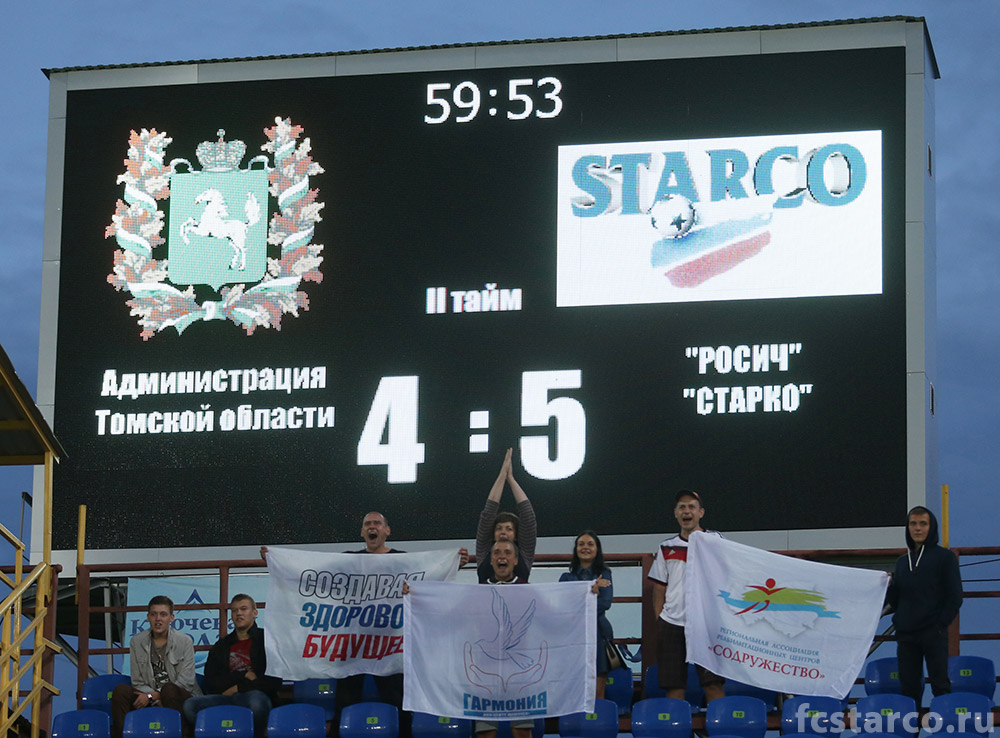 59:53
STARCO
II тайм
Администрация
Томской области
4:5
"РОСИЧ"
"СТАРКО"
СОЗДАВАЯ
ЗДОРОВО
БУДУЩЕЕ
ГАРМОНИЯ
РЕГИОНАЛЬНАЯ АССОЦИАЦИЯ
РЕАБИЛИТАЦИОННЫХ ЦЕНТРОВ
«СОДРУЖЕСТВО»
fcstarco.ru